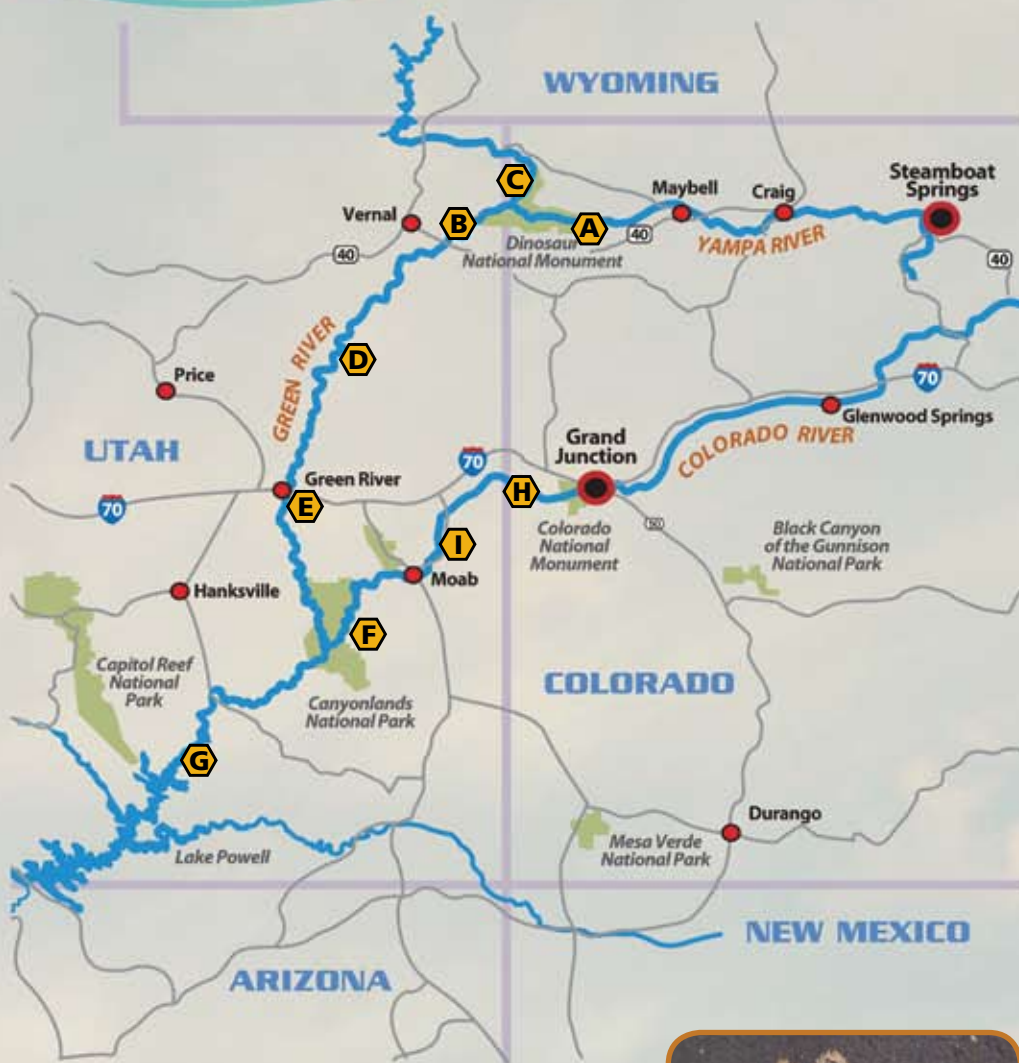 WYOMING
Steamboat
Springs
C
Maybell
Craig
Vernal
B
A
40
YAMPA RIVER
Dinosaur
National Monument
40
40
GREEN RIVER
D
Price
70
Glenwood Springs
COLORADO RIVER
UTAH
Grand
Junction
70
Green River
H
E
70
50
Colorado
National
Monument
Black Canyon
of the Gunnison
National Park
I
Moab
Hanksville
F
Capitol Reef
National
Park
COLORADO
Canyonlands
National Park
G
Durango
Mesa Verde
National Park
Lake Powell
NEW MEXICO
ARIZONA